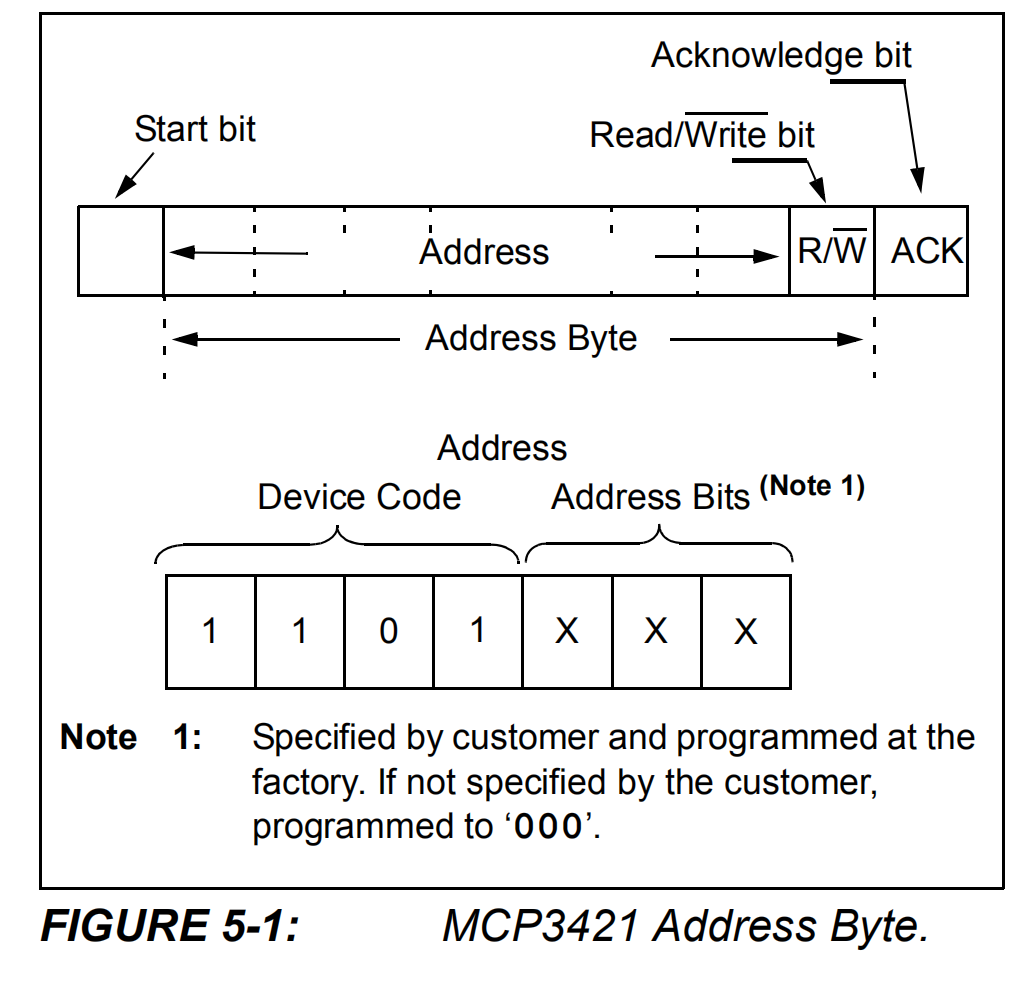 Acknowledge bit
Start bit
Read/Write bit
Address
R/W
ACK
Address Byte
Address
Device Code
Address Bits (Note 1)
1 1 0 1 X X X
Note 1: Specified by customer and programmed at the
factory. If not specified by the customer,
programmed to ‘000’.
FIGURE 5-1: MCP3421 Address Byte.